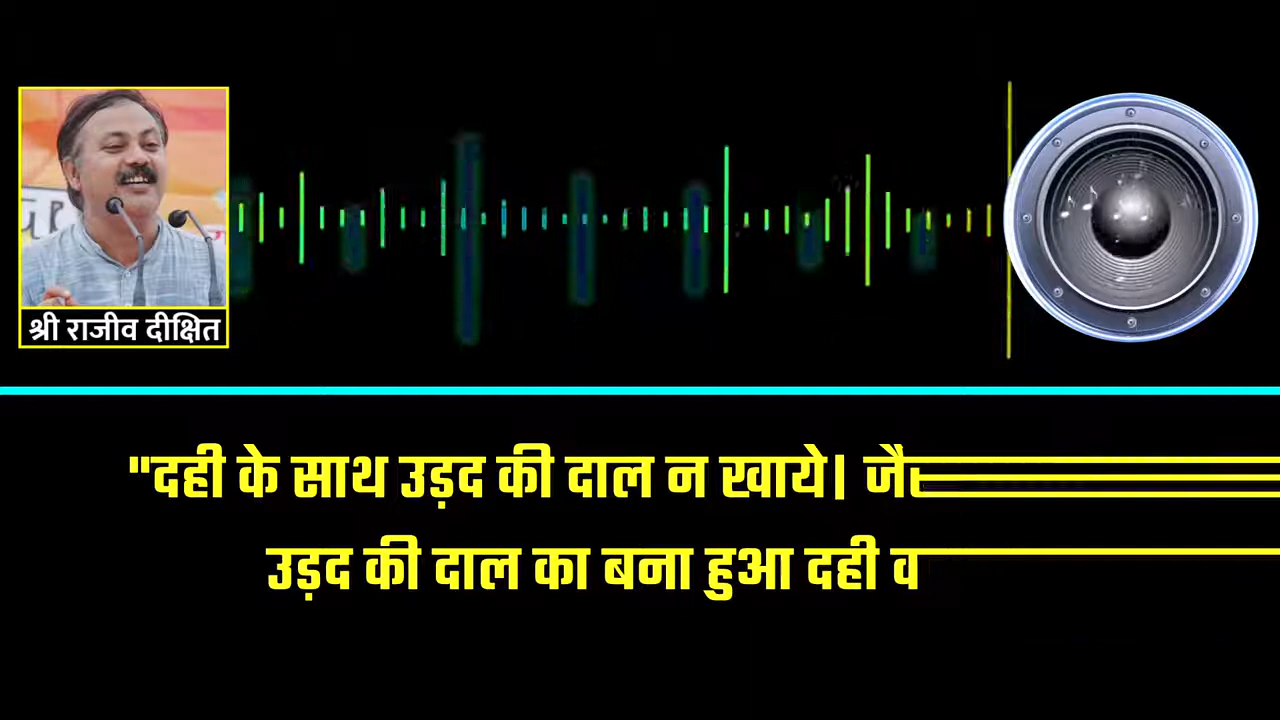 श्री राजीव दीक्षित
"दही के साथ उड़द की दाल न खाये।
उड़द की दाल का बना हुआ दही